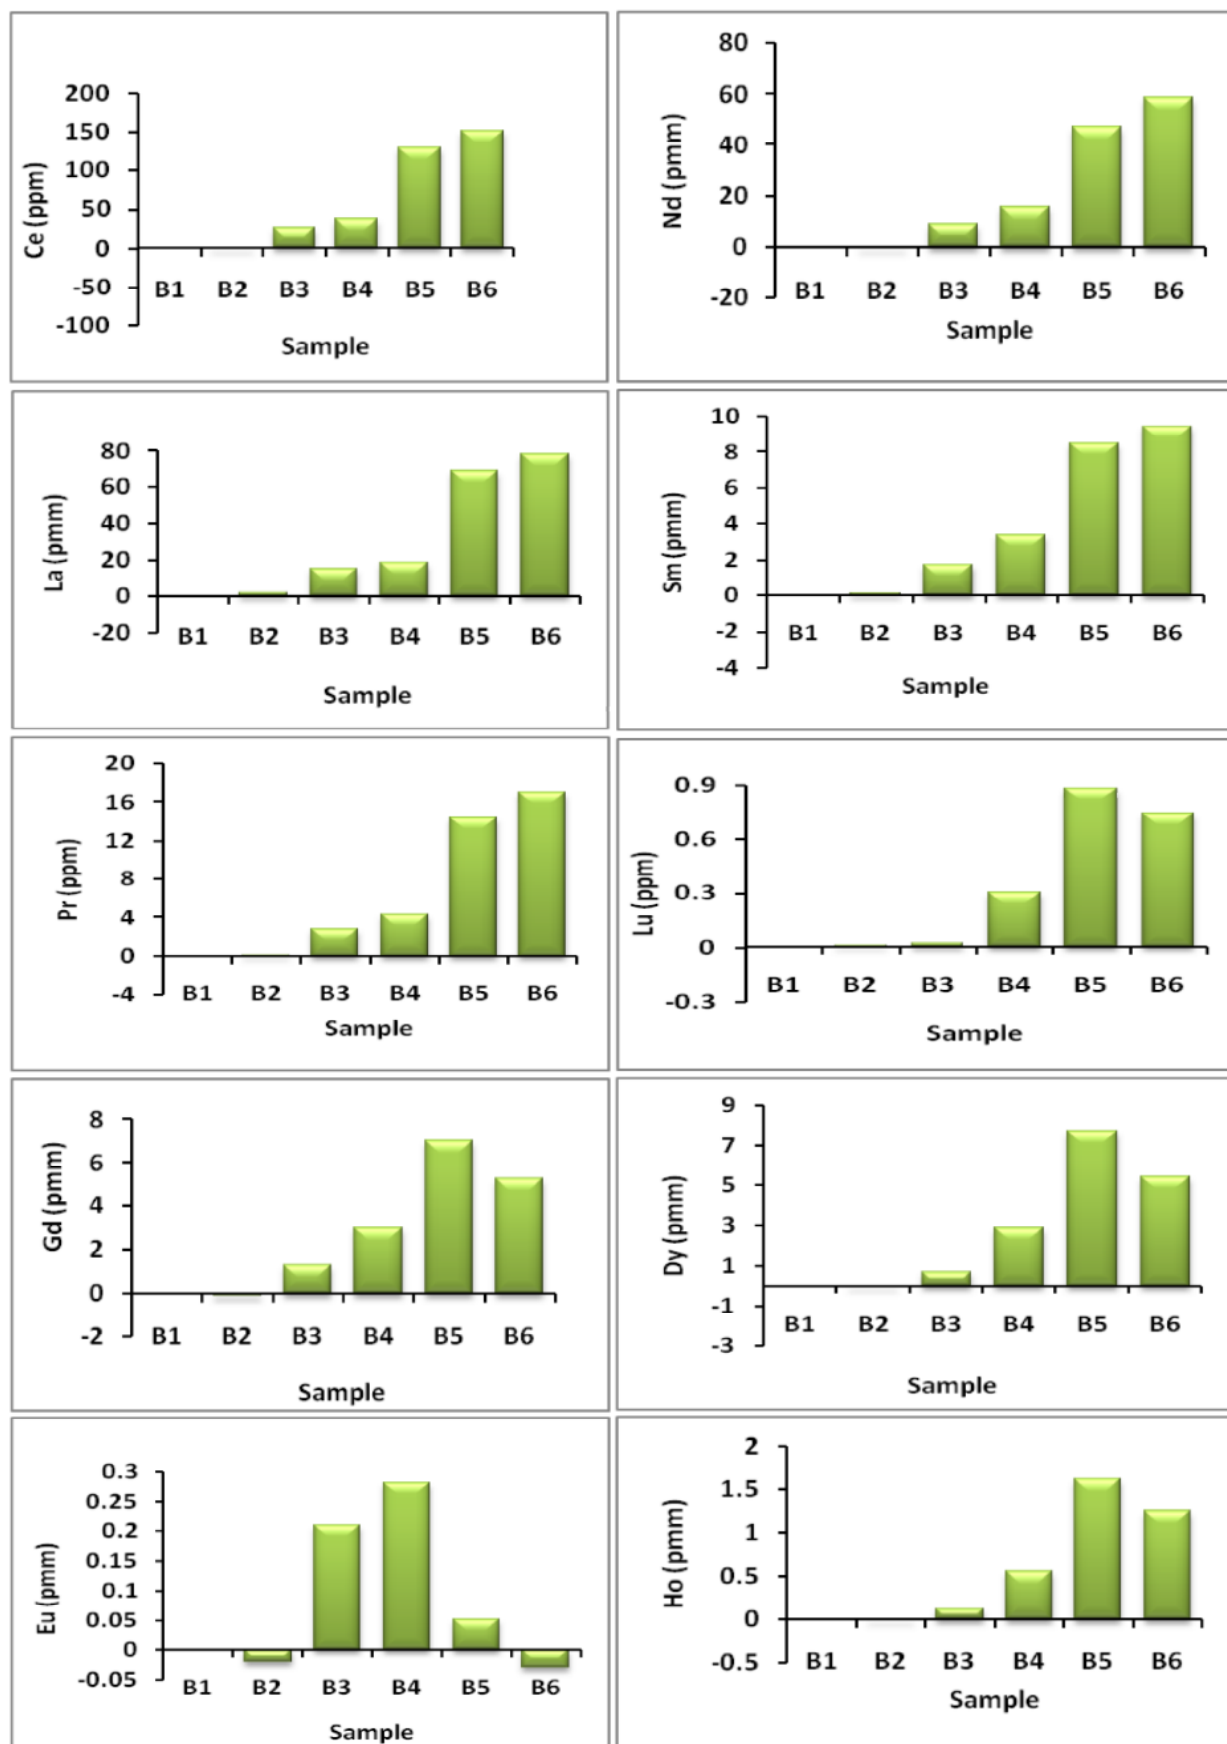 Ce (ppm)
200
150
100
50
0
-50
-100
B1 B2 B3 B4 B5 B6
Sample
Nd (pmm)
80
60
40
20
0
-20
B1 B2 B3 B4 B5 B6
Sample
La (pmm)
80
60
40
20
0
-20
B1 B2 B3 B4 B5 B6
Sample
Sm (pmm)
10
8
6
4
2
0
-2
-4
B1 B2 B3 B4 B5 B6
Sample
Pr (ppm)
20
16
12
8
4
0
-4
B1 B2 B3 B4 B5 B6
Sample
Lu (ppm)
0.9
0.6
0.3
0
-0.3
B1 B2 B3 B4 B5 B6
Sample
Gd (pmm)
8
6
4
2
0
-2
B1 B2 B3 B4 B5 B6
Sample
Dy (pmm)
9
7
5
3
1
-1
-3
B1 B2 B3 B4 B5 B6
Sample
Eu (pmm)
0.3
0.25
0.2
0.15
0.1
0.05
0
-0.05
B1 B2 B3 B4 B5 B6
Sample
Ho (pmm)
2
1.5
1
0.5
0
-0.5
B1 B2 B3 B4 B5 B6
Sample